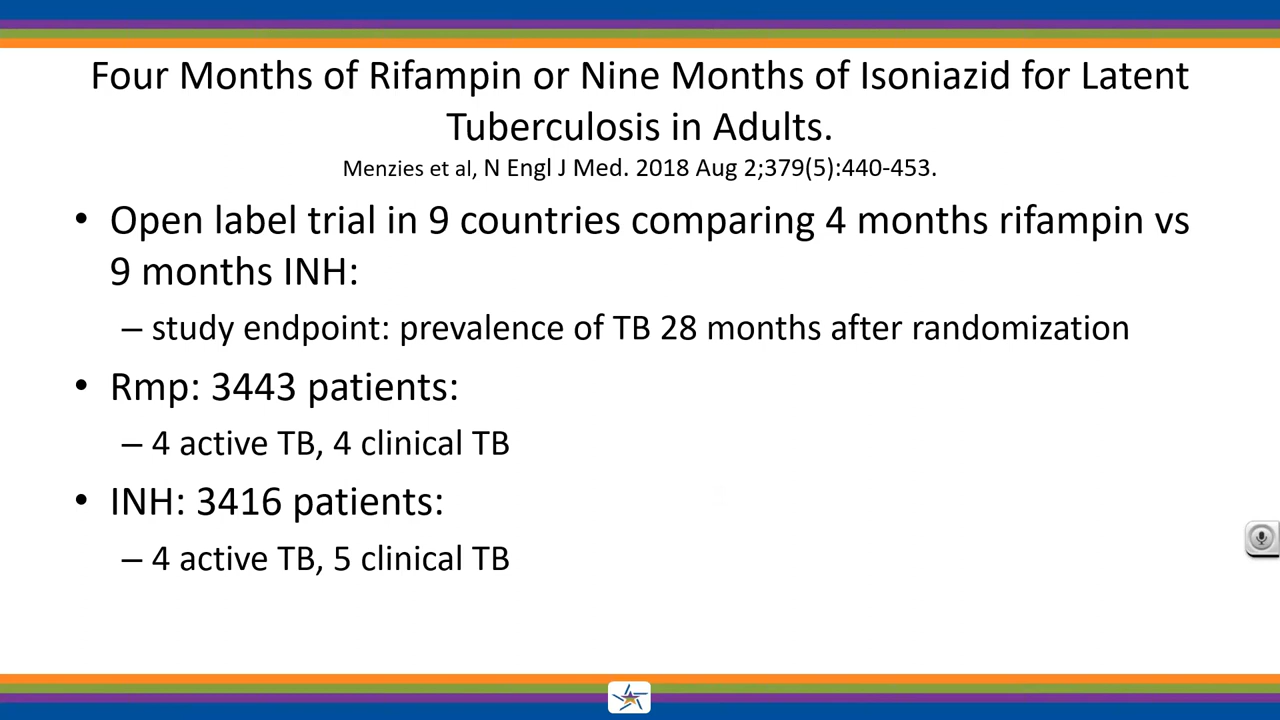 Four Months of Rifampin or Nine Months of Isoniazid for Latent
Tuberculosis in Adults.
Menzies et al, N Engl J Med. 2018 Aug 2;379(5):440-453.
• Open label trial in 9 countries comparing 4 months rifampin vs
9 months INH:
– study endpoint: prevalence of TB 28 months after randomization
• Rmp: 3443 patients:
– 4 active TB, 4 clinical TB
• INH: 3416 patients:
– 4 active TB, 5 clinical TB